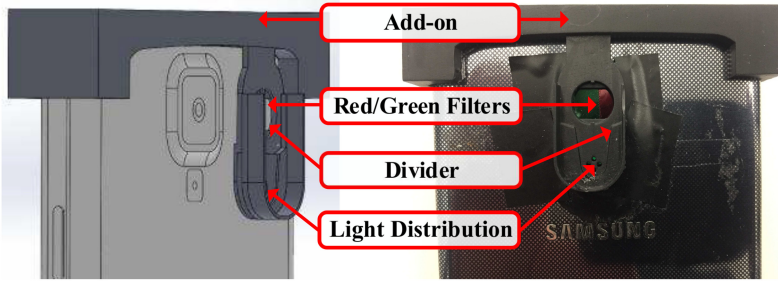 Add-on
Red/Green Filters
Divider
Light Distribution
SAMSUNG